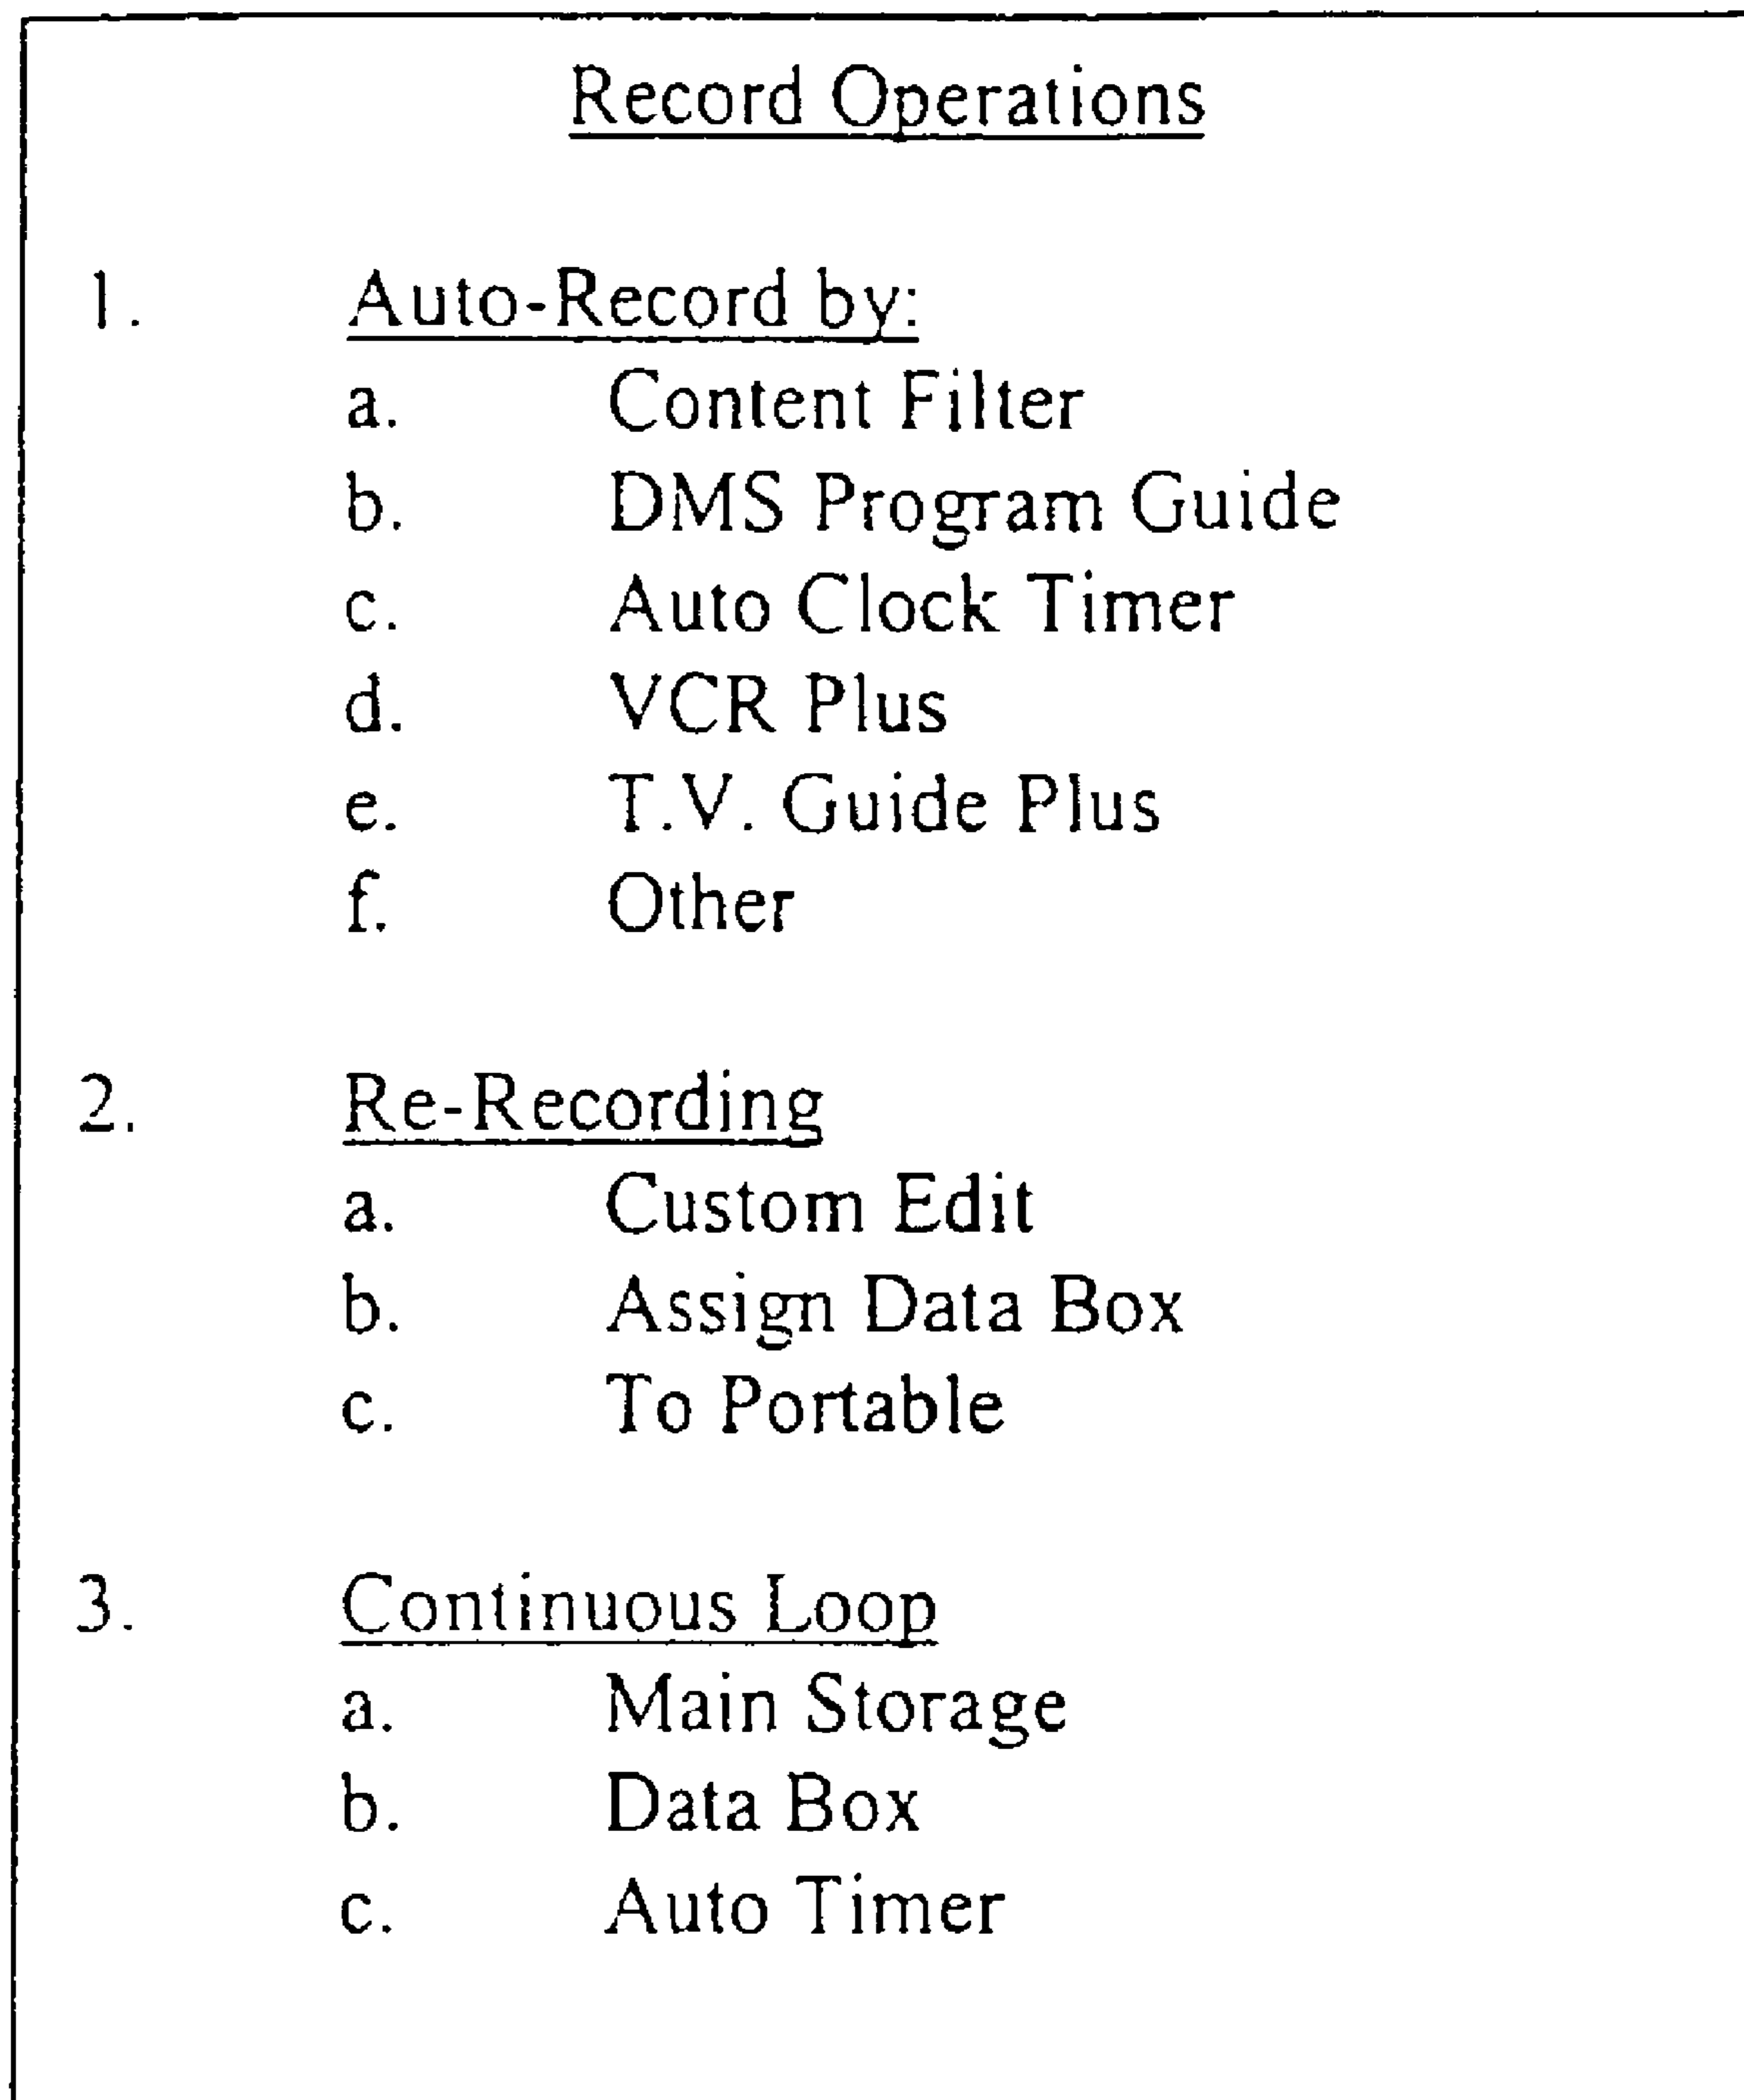 Record Operations
1. Auto-Record by:
a. Content Filter
b. DMS Program Guide
c. Auto Clock Timer
d. VCR Plus
e. T.V. Guide Plus
f. Other
2. Re-Recording
a. Custom Edit
b. Assign Data Box
c. To Portable
3. Continuous Loop
a. Main Storage
b. Data Box
c. Auto Timer